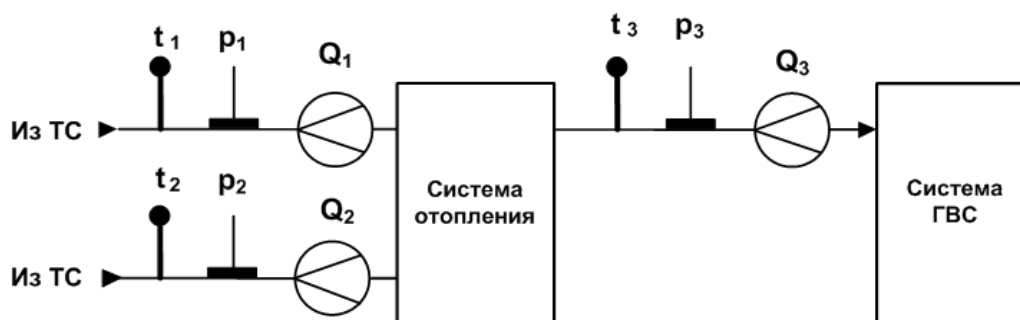 t 1 p1 Q1
t 3 p3 Q3
Из ТС
t 2 p2 Q2
Из ТС
Система
отопления
Система
ГВС